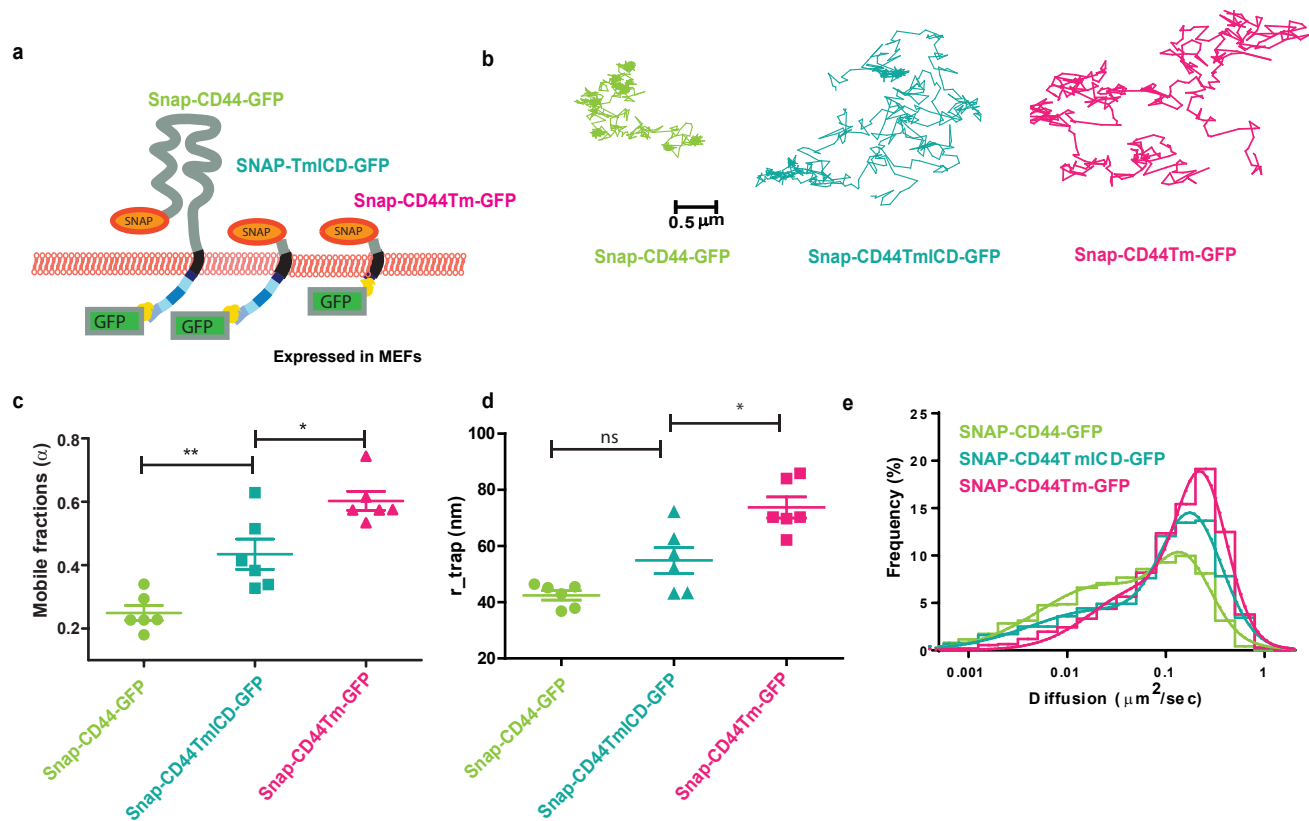 a
Snap-CD44-GFP
SNAP-TmICD-GFP
Snap-CD44Tm-GFP
SNAP
SNAP
SNAP
GFP
GFP
GFP
Expressed in MEFs
b
0.5 μm
Snap-CD44-GFP
Snap-CD44TmICD-GFP
Snap-CD44Tm-GFP
c
Mobile fractions (α)
0.8
0.6
0.4
0.2
**
*
Snap-CD44-GFP
Snap-CD44TmICD-GFP
Snap-CD44Tm-GFP
d
r_trap (nm)
100
80
60
40
20
ns
*
Snap-CD44-GFP
Snap-CD44TmICD-GFP
Snap-CD44Tm-GFP
e
SNAP-CD44-GFP
SNAP-CD44TmICD-GFP
SNAP-CD44Tm-GFP
Frequency (%)
25
20
15
10
5
0
0.001
0.01
0.1
1
Diffusion (μm²/sec)